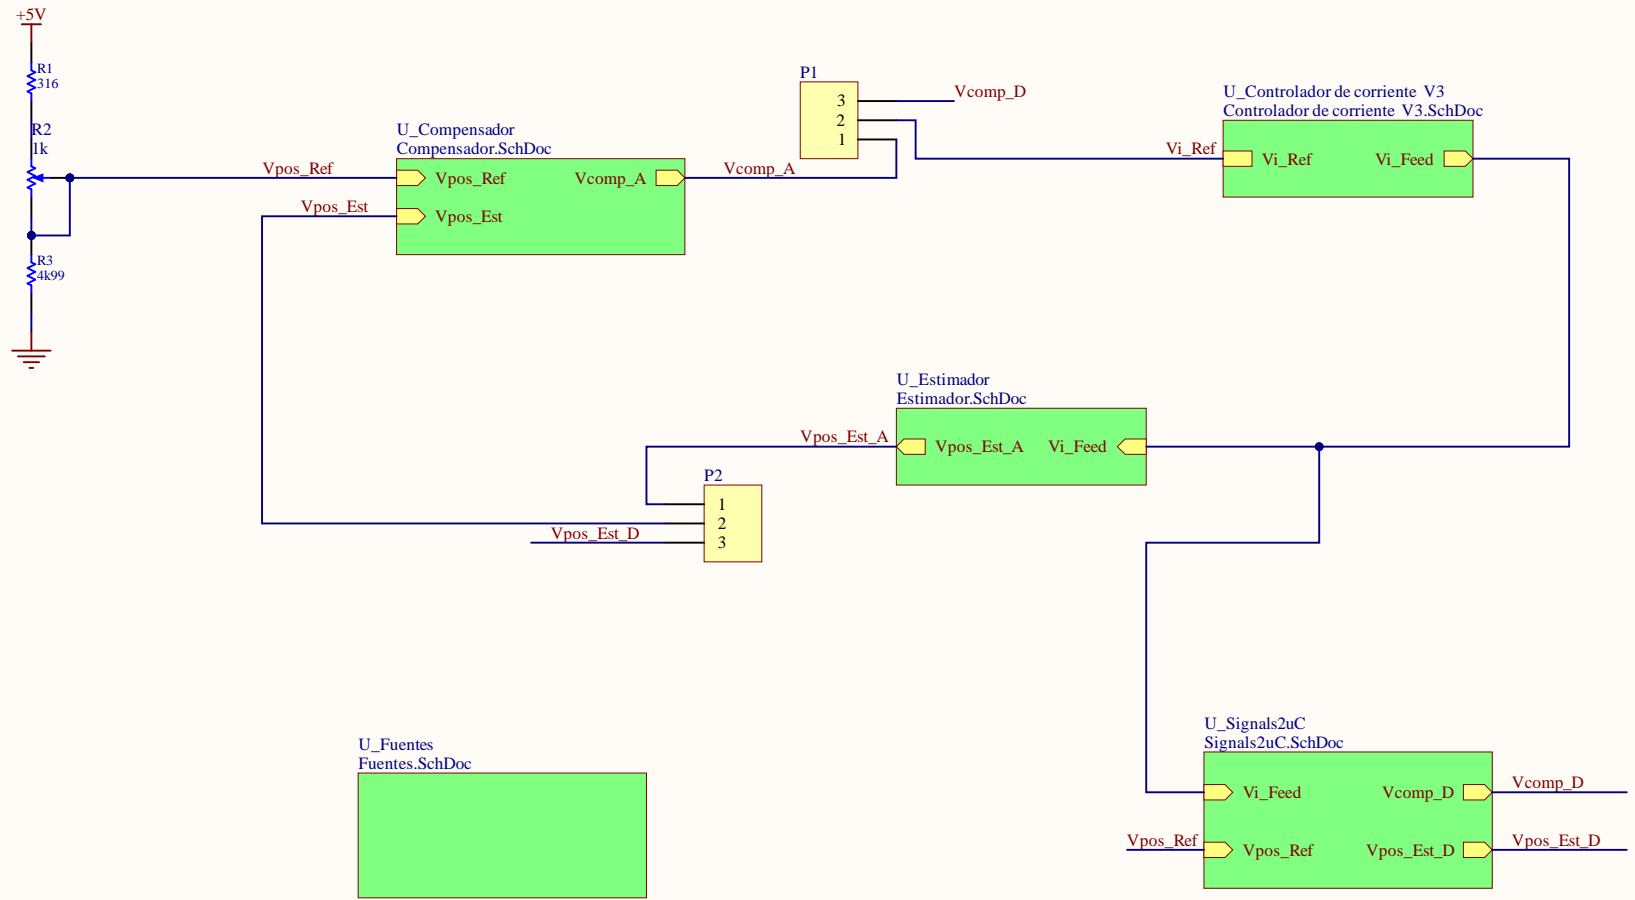 +5V
R1
316
R2
1k
R3
4k99
Vpos_Ref
Vpos_Est
U_Compensador
Compensador.SchDoc
Vpos_Ref
Vcomp_A
Vpos_Est
Vcomp_A
P1
3
2
1
Vcomp_D
Vi_Ref
U_Controlador de corriente V3
Controlador de corriente V3.SchDoc
Vi_Ref
Vi_Feed
U_Estimador
Estimador.SchDoc
Vpos_Est_A
Vpos_Est_A
Vi_Feed
P2
1
2
3
Vpos_Est_D
U_Fuentes
Fuentes.SchDoc
U_Signals2uC
Signals2uC.SchDoc
Vi_Feed
Vcomp_D
Vcomp_D
Vpos_Ref
Vpos_Ref
Vpos_Est_D
Vpos_Est_D